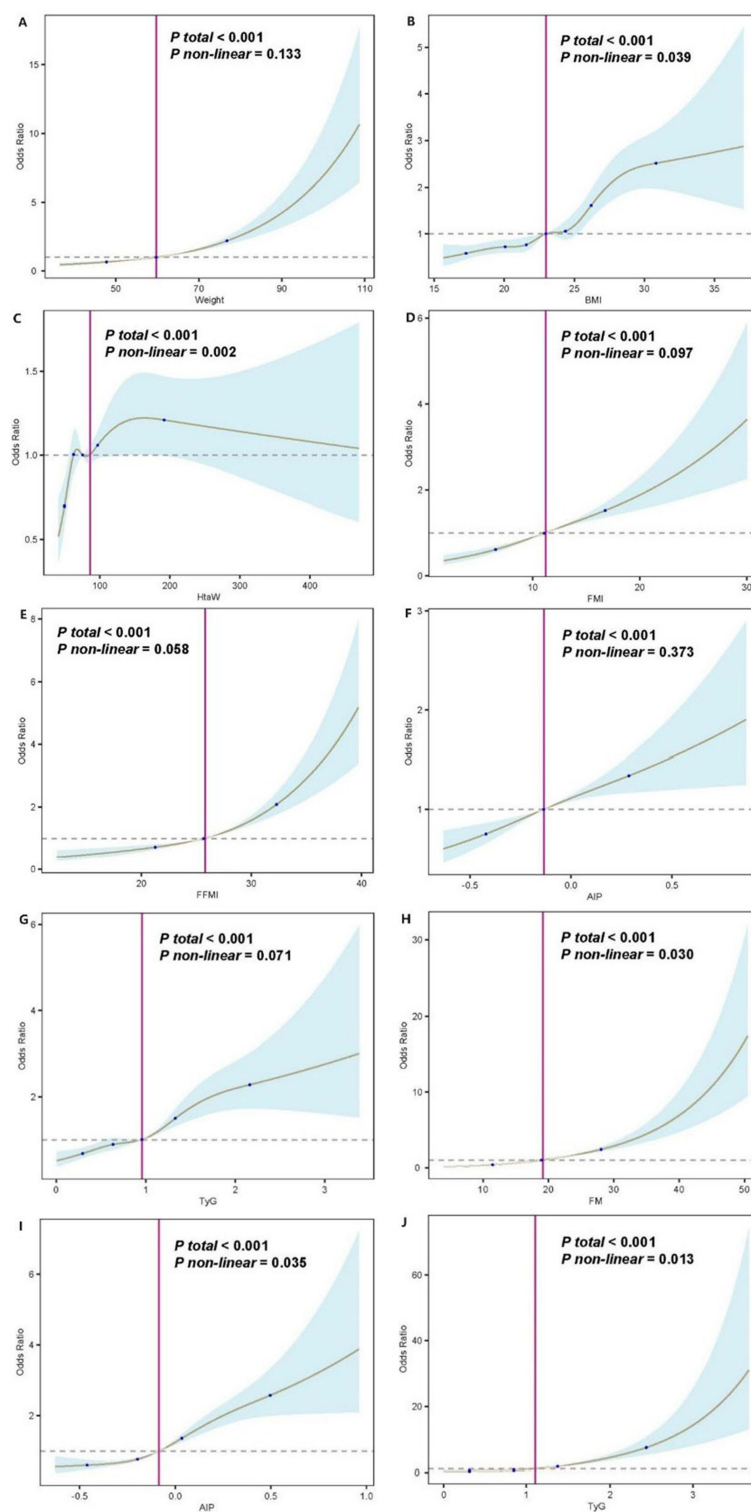 A
P total < 0.001
P non-linear = 0.133
15
10
5
0
Odds Ratio
50
70
90
110
Weight
B
P total < 0.001
P non-linear = 0.039
5
4
3
2
1
0
Odds Ratio
15
20
25
30
35
BMI
C
P total < 0.001
P non-linear = 0.002
1.5
1.0
0.5
Odds Ratio
0
100
200
300
400
HtaW
D
P total < 0.001
P non-linear = 0.097
6
4
2
0
Odds Ratio
10
20
30
FMI
E
P total < 0.001
P non-linear = 0.058
8
6
4
2
0
Odds Ratio
20
30
40
FFMI
F
P total < 0.001
P non-linear = 0.373
3
2
1
Odds Ratio
-0.5
0.0
0.5
AIP
G
P total < 0.001
P non-linear = 0.071
6
4
2
Odds Ratio
0
1
2
3
TyG
H
P total < 0.001
P non-linear = 0.030
30
20
10
0
Odds Ratio
10
20
30
40
50
FM
I
P total < 0.001
P non-linear = 0.035
6
4
2
Odds Ratio
-0.5
0.0
0.5
1.0
AIP
J
P total < 0.001
P non-linear = 0.013
60
40
20
0
Odds Ratio
0
1
2
3
TyG